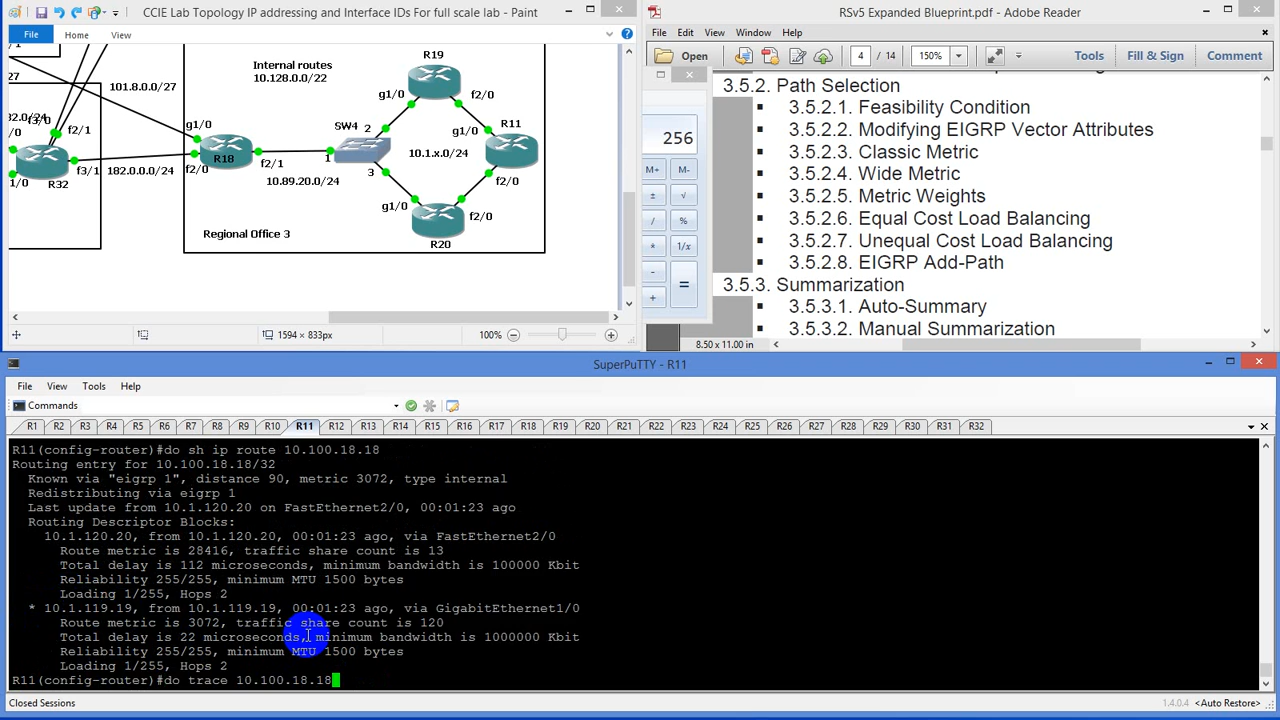 CCIE Lab Topology IP addressing and Interface IDs For full scale lab - Paint
File Home View
Internal routes
10.128.0.0/22
R19
g1/0 f2/0
27
101.8.0.0/27
f2/1
g1/0
R18
f2/1
SW4 2
1
3
10.1.x.0/24
g1/0 R11
f2/0
R32
f3/1 182.0.0.0/24 f2/0
1/0
10.89.20.0/24
g1/0 f2/0
R20
Regional Office 3
1594 × 833px 100%
RSv5 Expanded Blueprint.pdf - Adobe Reader
File Edit View Window Help
Open 4 / 14 150% Tools Fill & Sign Comment
256
M+ M-
± √
/ %
* 1/x
- =
+
3.5.2. Path Selection
▪ 3.5.2.1. Feasibility Condition
▪ 3.5.2.2. Modifying EIGRP Vector Attributes
▪ 3.5.2.3. Classic Metric
▪ 3.5.2.4. Wide Metric
▪ 3.5.2.5. Metric Weights
▪ 3.5.2.6. Equal Cost Load Balancing
▪ 3.5.2.7. Unequal Cost Load Balancing
▪ 3.5.2.8. EIGRP Add-Path
3.5.3. Summarization
▪ 3.5.3.1. Auto-Summary
▪ 3.5.3.2. Manual Summarization
8.50 x 11.00 in
SuperPuTTY - R11
File View Tools Help
Commands
R1 R2 R3 R4 R5 R6 R7 R8 R9 R10 R11 R12 R13 R14 R15 R16 R17 R18 R19 R20 R21 R22 R23 R24 R25 R26 R27 R28 R29 R30 R31 R32
R11(config-router)#do sh ip route 10.100.18.18
Routing entry for 10.100.18.18/32
Known via "eigrp 1", distance 90, metric 3072, type internal
Redistributing via eigrp 1
Last update from 10.1.120.20 on FastEthernet2/0, 00:01:23 ago
Routing Descriptor Blocks:
10.1.120.20, from 10.1.120.20, 00:01:23 ago, via FastEthernet2/0
Route metric is 28416, traffic share count is 13
Total delay is 112 microseconds, minimum bandwidth is 100000 Kbit
Reliability 255/255, minimum MTU 1500 bytes
Loading 1/255, Hops 2
* 10.1.119.19, from 10.1.119.19, 00:01:23 ago, via GigabitEthernet1/0
Route metric is 3072, traffic share count is 120
Total delay is 22 microseconds, minimum bandwidth is 1000000 Kbit
Reliability 255/255, minimum MTU 1500 bytes
Loading 1/255, Hops 2
R11(config-router)#do trace 10.100.18.18
Closed Sessions 1.4.0.4 <Auto Restore>